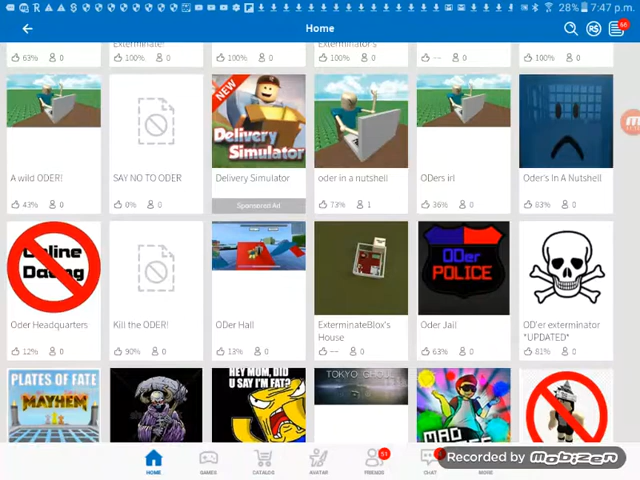 28% 7:47 p.m.
Home
R$
66
Exterminate!
Exterminator's
63% 0
100% 0
100% 0
100% 0
-- 0
100% 0
NEW
Delivery
Simulator
A wild ODER!
SAY NO TO ODER
Delivery Simulator
oder in a nutshell
ODers irl
Oder's In A Nutshell
43% 0
0% 0
Sponsored Ad
73% 1
36% 0
83% 0
Online
Dating
ODer
POLICE
Oder Headquarters
Kill the ODER!
ODer Hall
ExterminateBlox's
House
Oder Jail
OD'er exterminator
*UPDATED*
12% 0
90% 0
13% 0
-- 0
63% 0
81% 0
PLATES OF FATE
MAYHEM
HEY MOM, DID
U SAY I'M FAT?
TOKYO GHOUL
MAD
HOME
GAMES
CATALOG
AVATAR
51
FRIENDS
CHAT
MORE
Recorded by mobizen